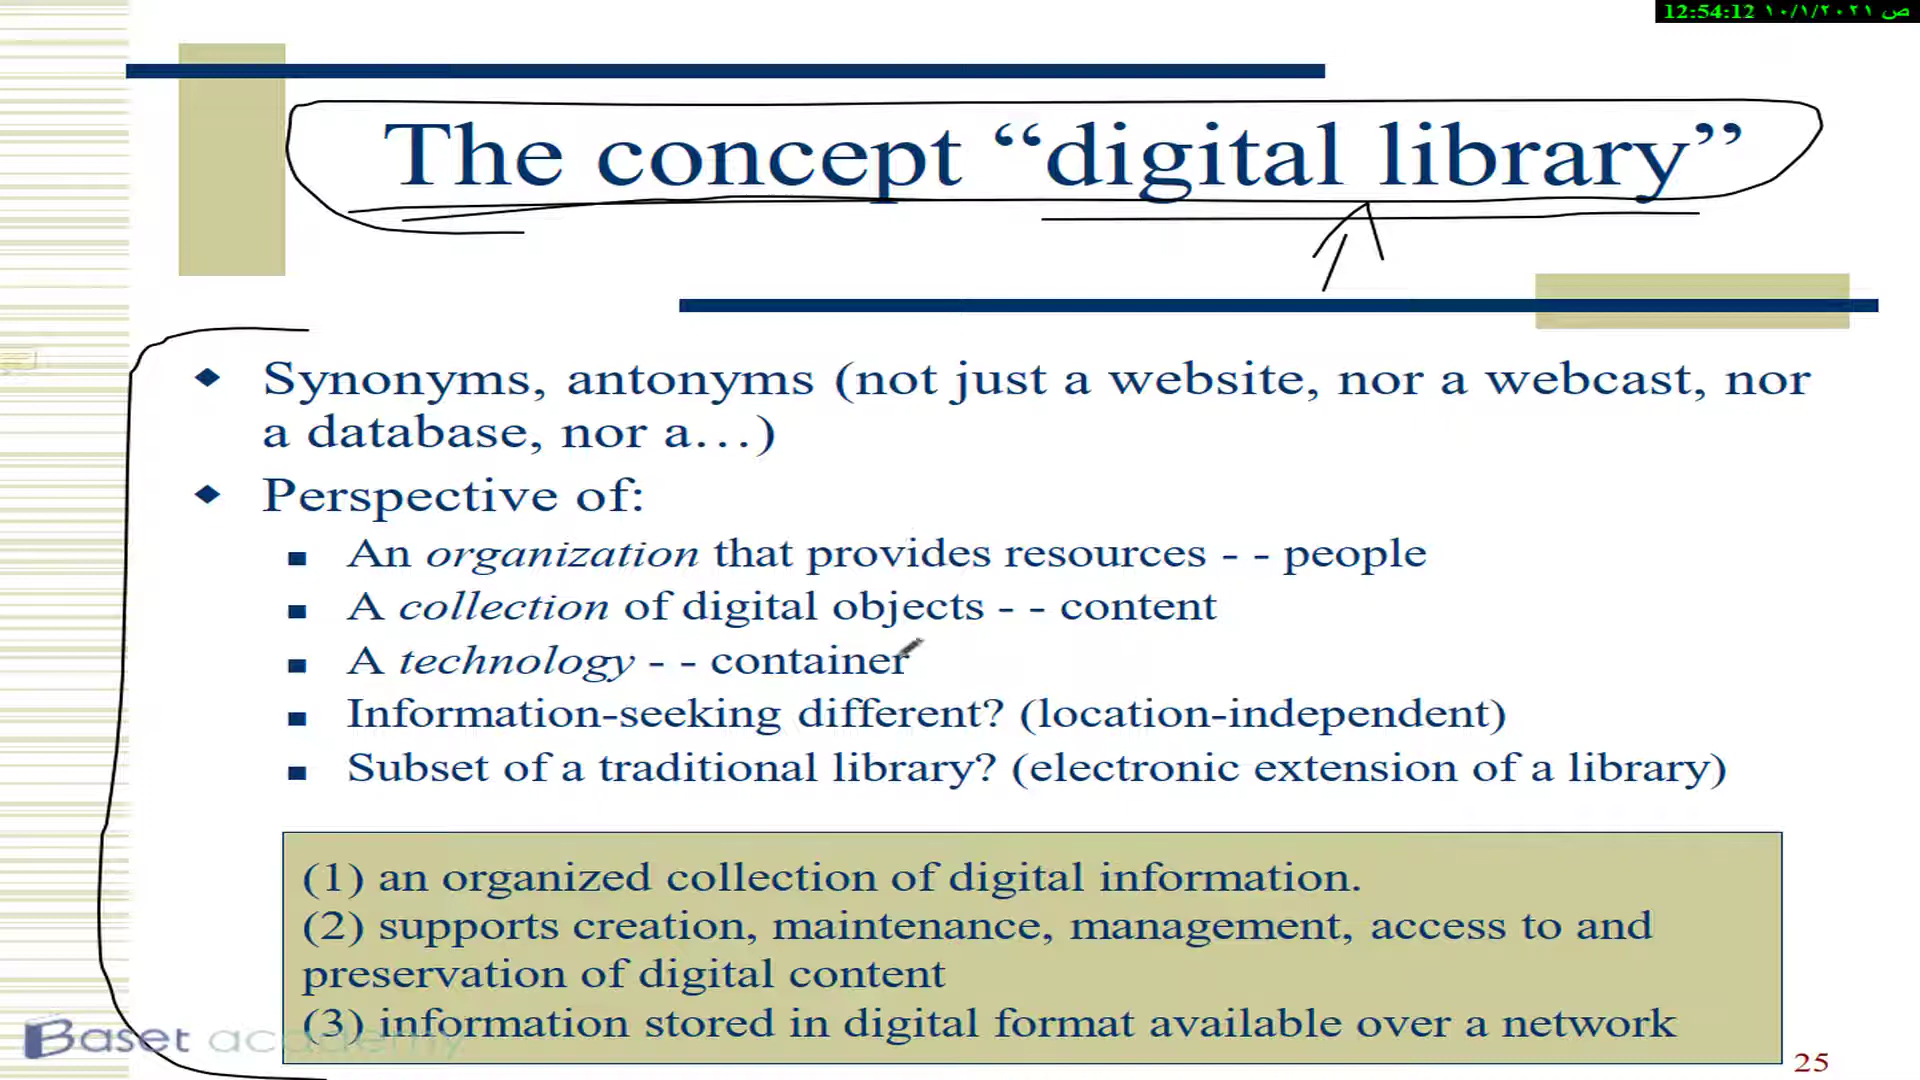 12:54:12 ١٠/١/٢٠٢١ ص
The concept “digital library”
Synonyms, antonyms (not just a website, nor a webcast, nor
a database, nor a…)
Perspective of:
An organization that provides resources - - people
A collection of digital objects - - content
A technology - - container
Information-seeking different? (location-independent)
Subset of a traditional library? (electronic extension of a library)
(1) an organized collection of digital information.
(2) supports creation, maintenance, management, access to and
preservation of digital content
(3) information stored in digital format available over a network
Baset academy
25